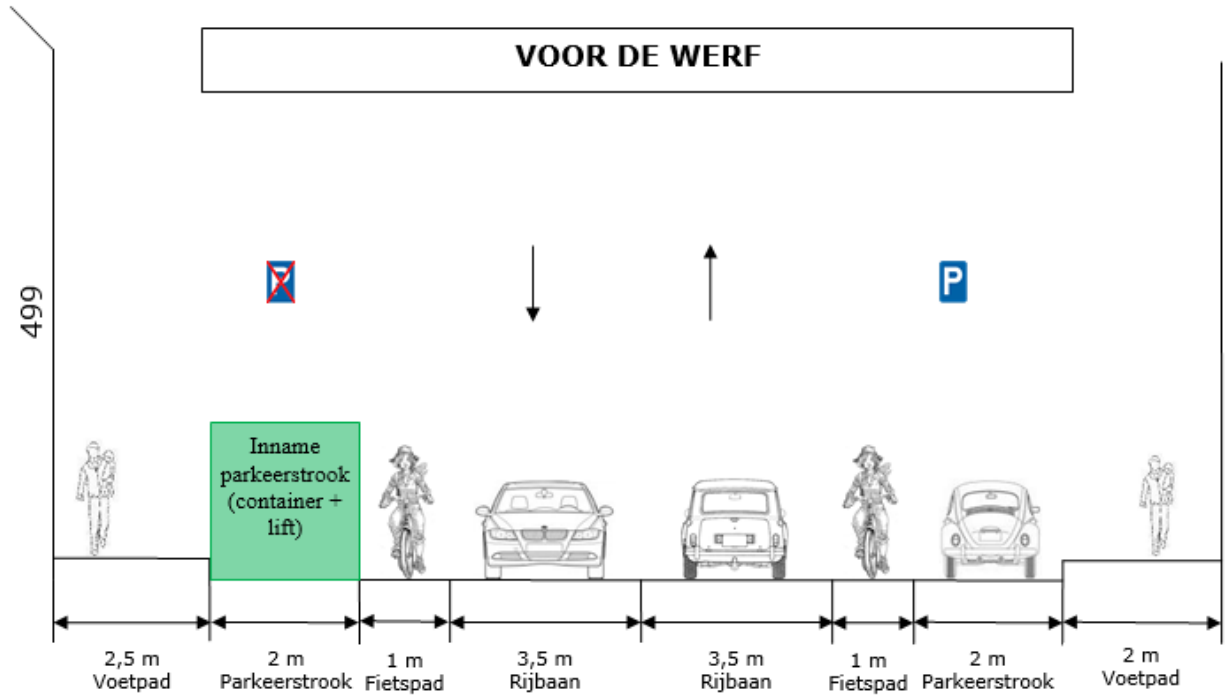 VOOR DE WERF
P
P
499
Inname
parkeerstrook
(container +
lift)
2,5 m
Voetpad
2 m
Parkeerstrook
1 m
Fietspad
3,5 m
Rijbaan
3,5 m
Rijbaan
1 m
Fietspad
2 m
Parkeerstrook
2 m
Voetpad